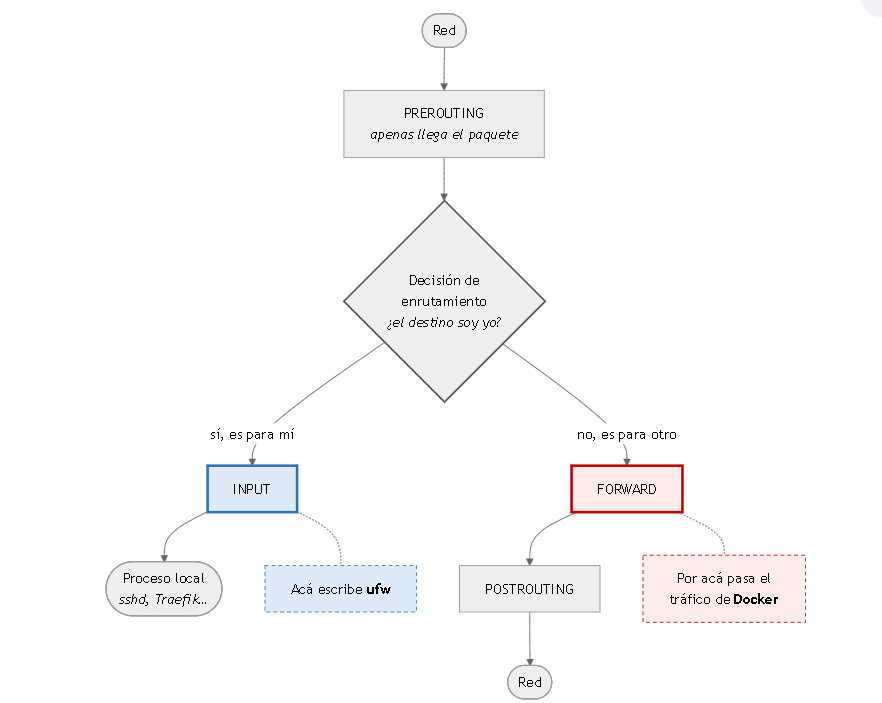 Red
PREROUTING
apenas llega el paquete
Decisión de
enrutamiento
¿el destino soy yo?
sí, es para mí
no, es para otro
INPUT
FORWARD
Proceso local
sshd, Traefik...
Acá escribe ufw
POSTROUTING
Por acá pasa el
tráfico de Docker
Red